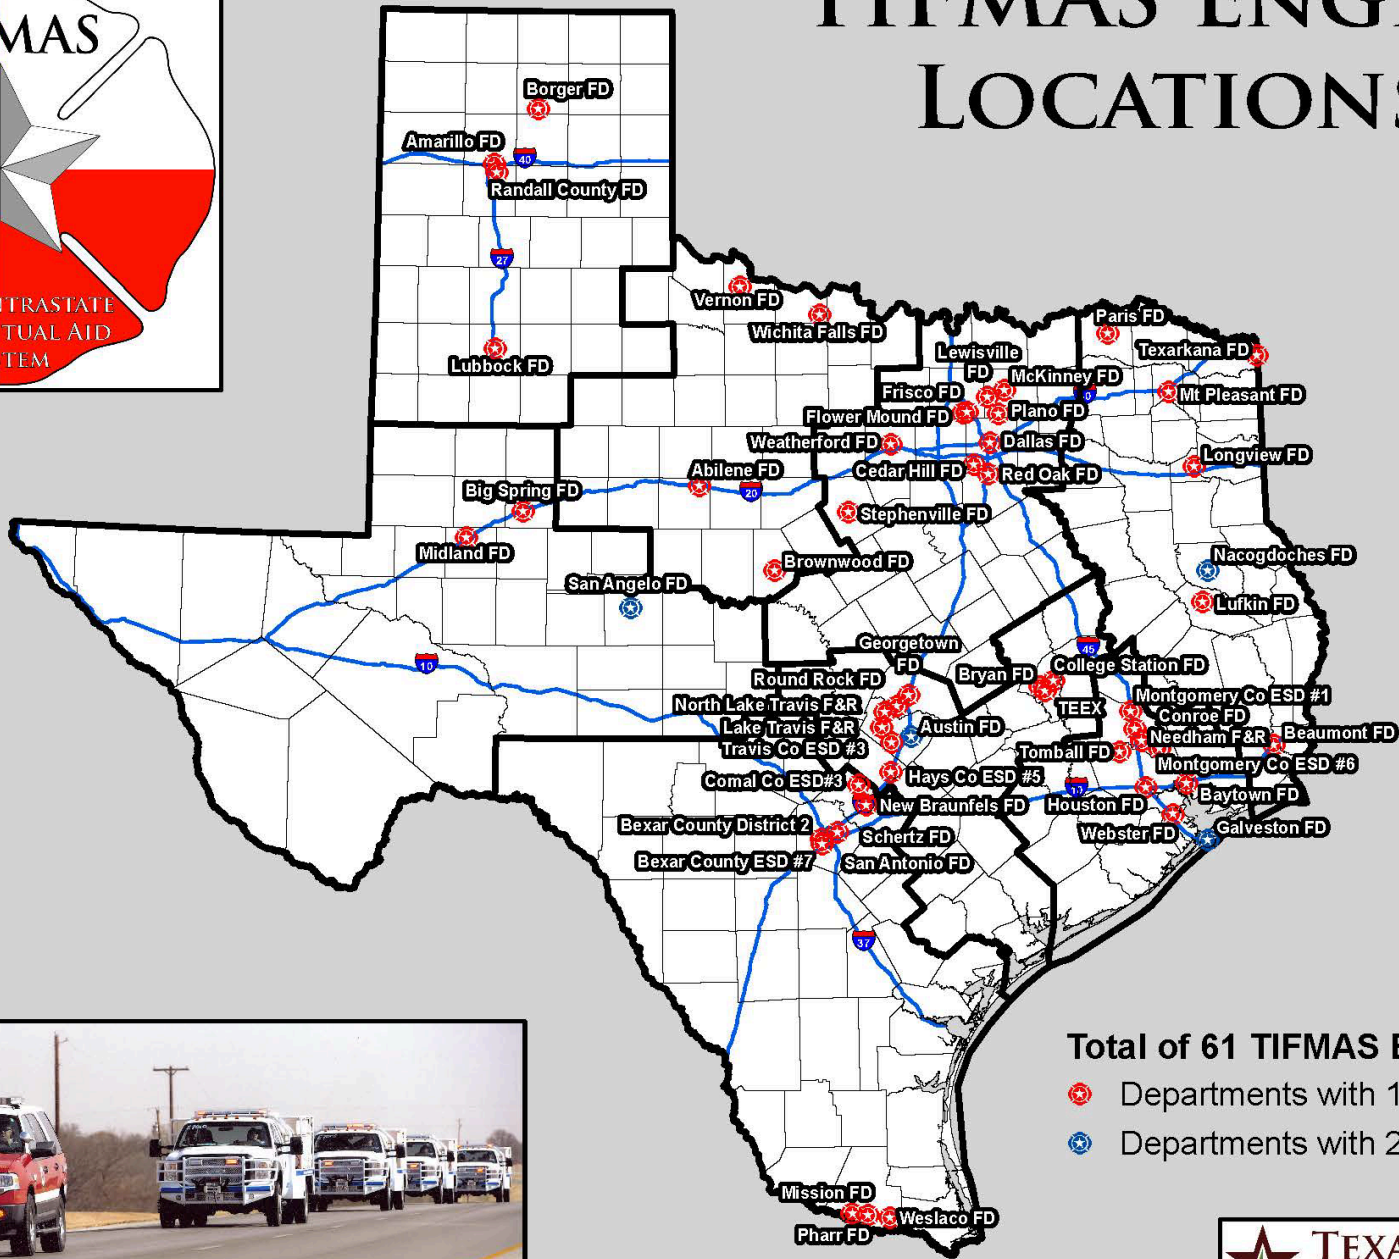 MAS
TRASTATE
TUAL AID
TEM
TIFMAS ENG
LOCATIONS
Borger FD
Amarillo FD
40
Randall County FD
27
Lubbock FD
Vernon FD
Wichita Falls FD
Paris FD
Texarkana FD
Lewisville
FD
McKinney FD
Frisco FD
Mt Pleasant FD
Flower Mound FD
Plano FD
Weatherford FD
Dallas FD
Cedar Hill FD
Red Oak FD
Longview FD
Abilene FD
20
Big Spring FD
Stephenville FD
Midland FD
Brownwood FD
Nacogdoches FD
San Angelo FD
Lufkin FD
10
45
Georgetown
FD
Round Rock FD
Bryan FD
College Station FD
North Lake Travis F&R
TEEX
Montgomery Co ESD #1
Lake Travis F&R
Austin FD
Conroe FD
Travis Co ESD #3
Needham F&R
Beaumont FD
Tomball FD
Montgomery Co ESD #6
Comal Co ESD#3
Hays Co ESD #5
10
New Braunfels FD
Houston FD
Baytown FD
Bexar County District 2
Schertz FD
Webster FD
Galveston FD
Bexar County ESD #7
San Antonio FD
37
Mission FD
Pharr FD
Weslaco FD
Total of 61 TIFMAS E
Departments with 1
Departments with 2
TEXA